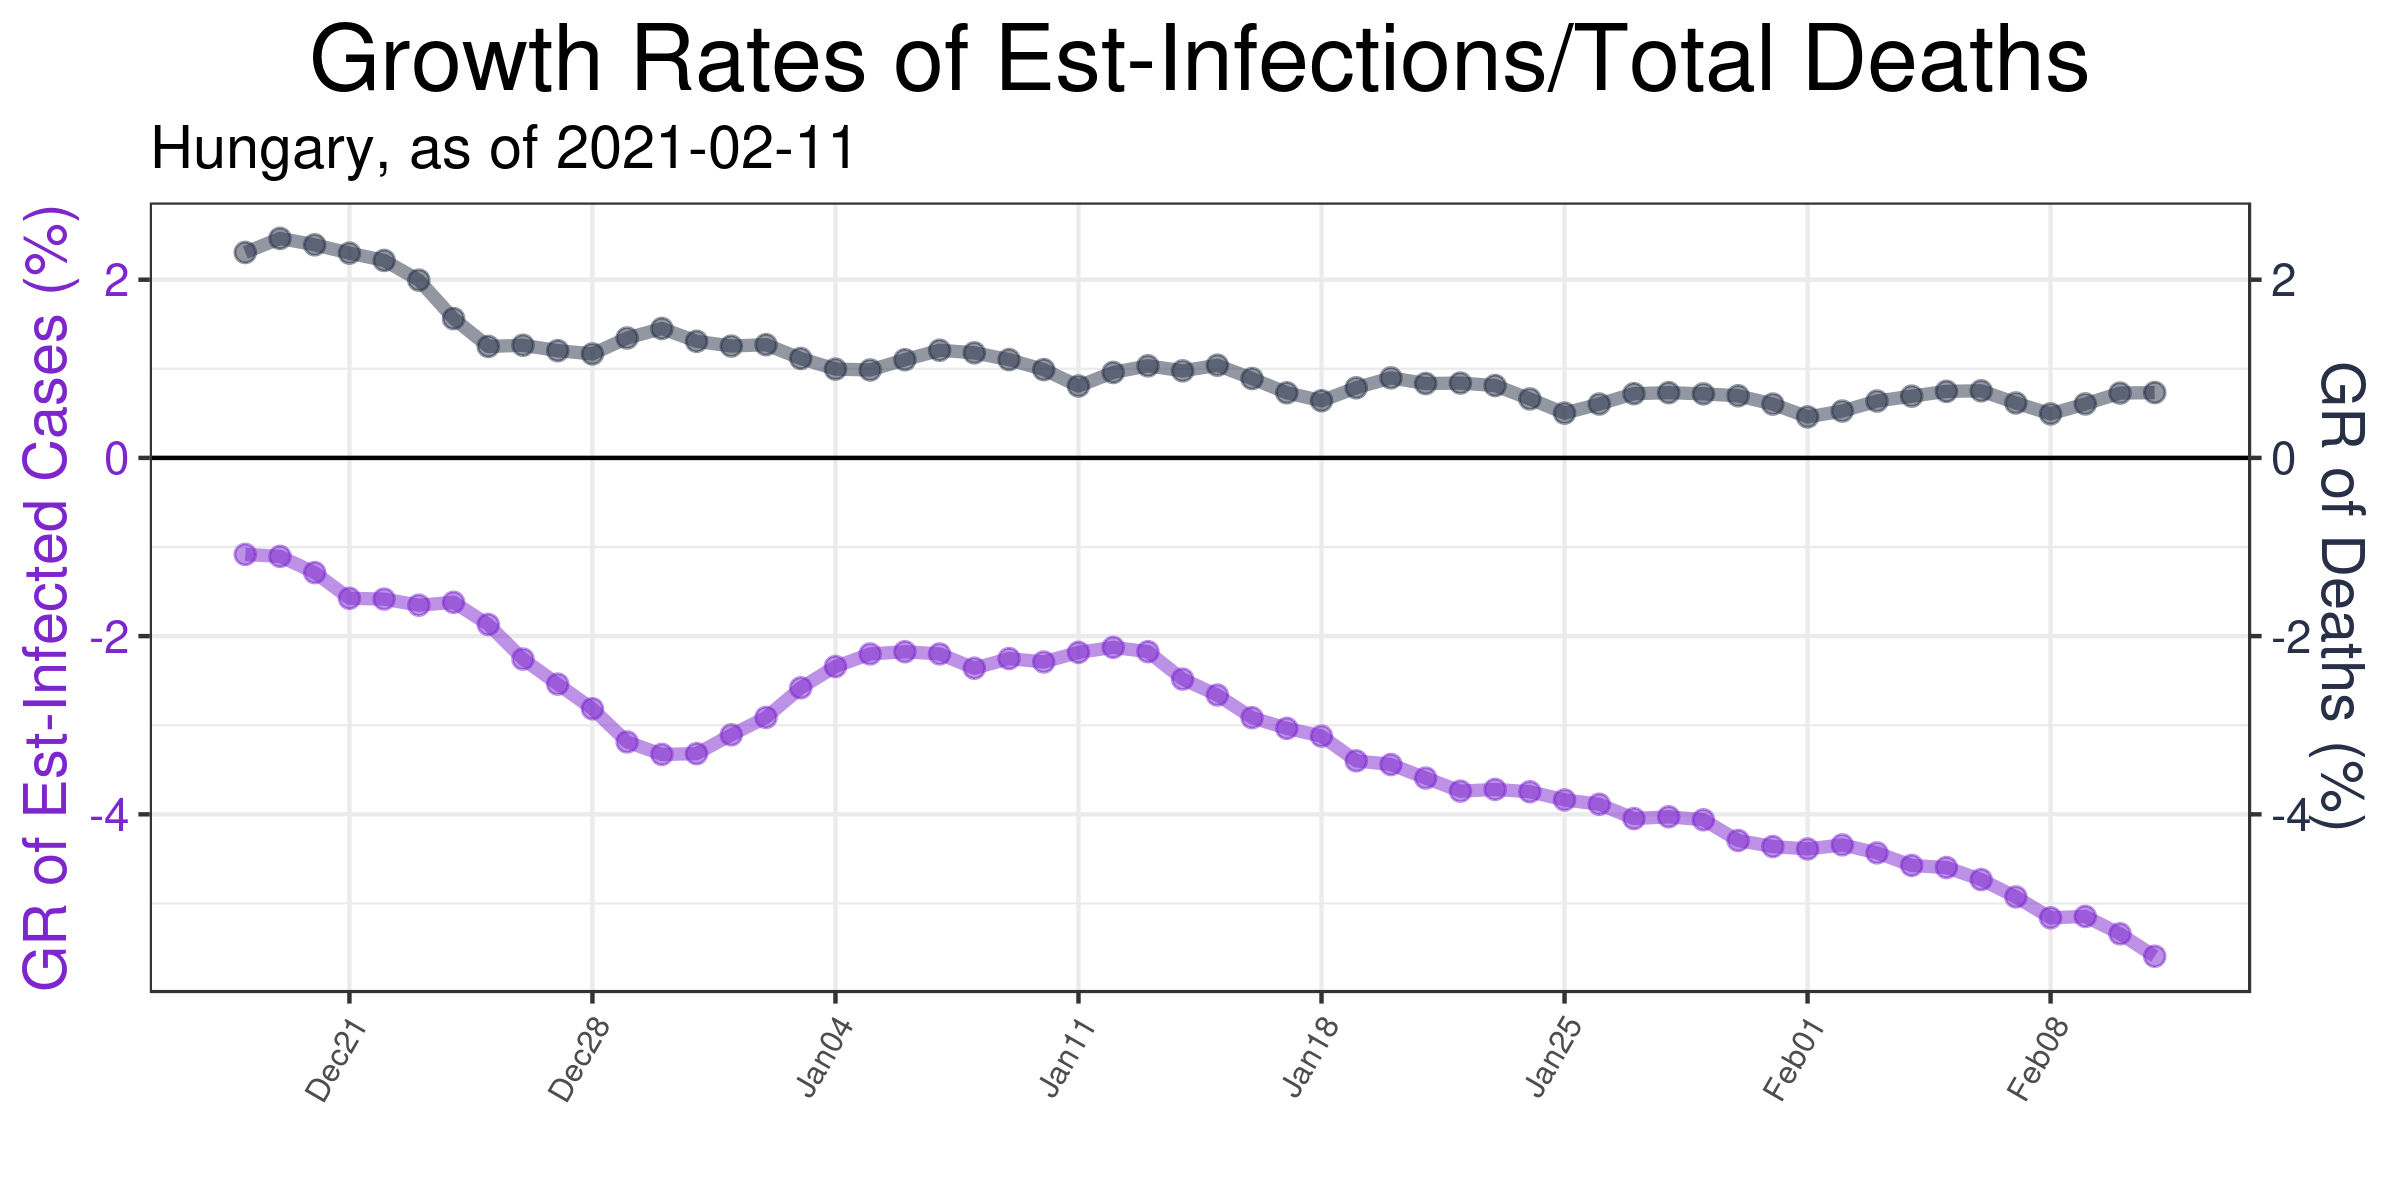 Growth Rates of Est-Infections/Total Deaths
Hungary, as of 2021-02-11
GR of Est-Infected Cases (%)
2
0
-2
-4
2
0
-2
-4
GR of Deaths (%)
Dec21
Dec28
Jan04
Jan11
Jan18
Jan25
Feb01
Feb08